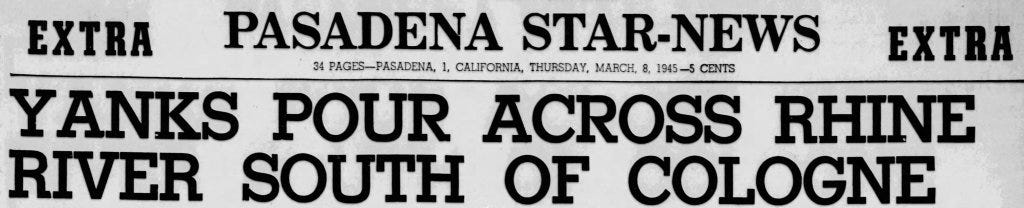 EXTRA PASADENA STAR-NEWS EXTRA
34 PAGES—PASADENA, 1, CALIFORNIA, THURSDAY, MARCH, 8, 1945—5 CENTS
YANKS POUR ACROSS RHINE
RIVER SOUTH OF COLOGNE